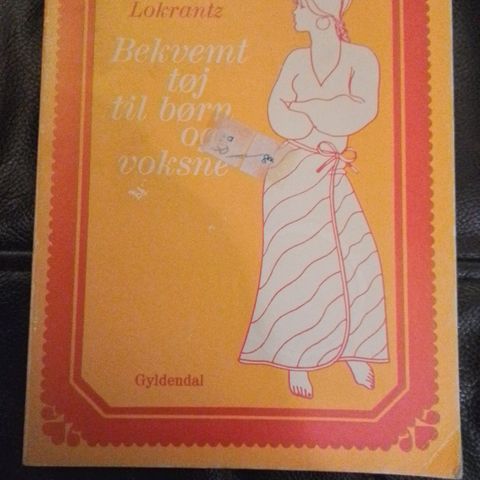 Lokrantz
Bekvemt
tøj
til børn
og
voksne
Gyldendal